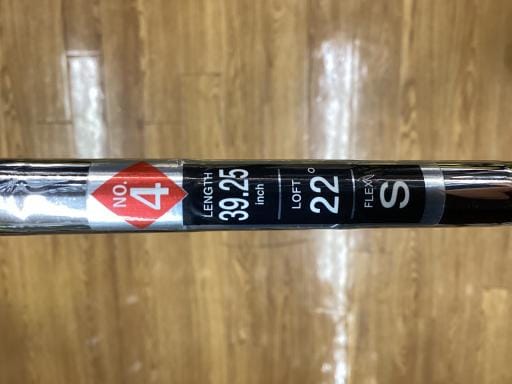 NO.
4
LENGTH
39.25
inch
LOFT
22°
FLEX
S